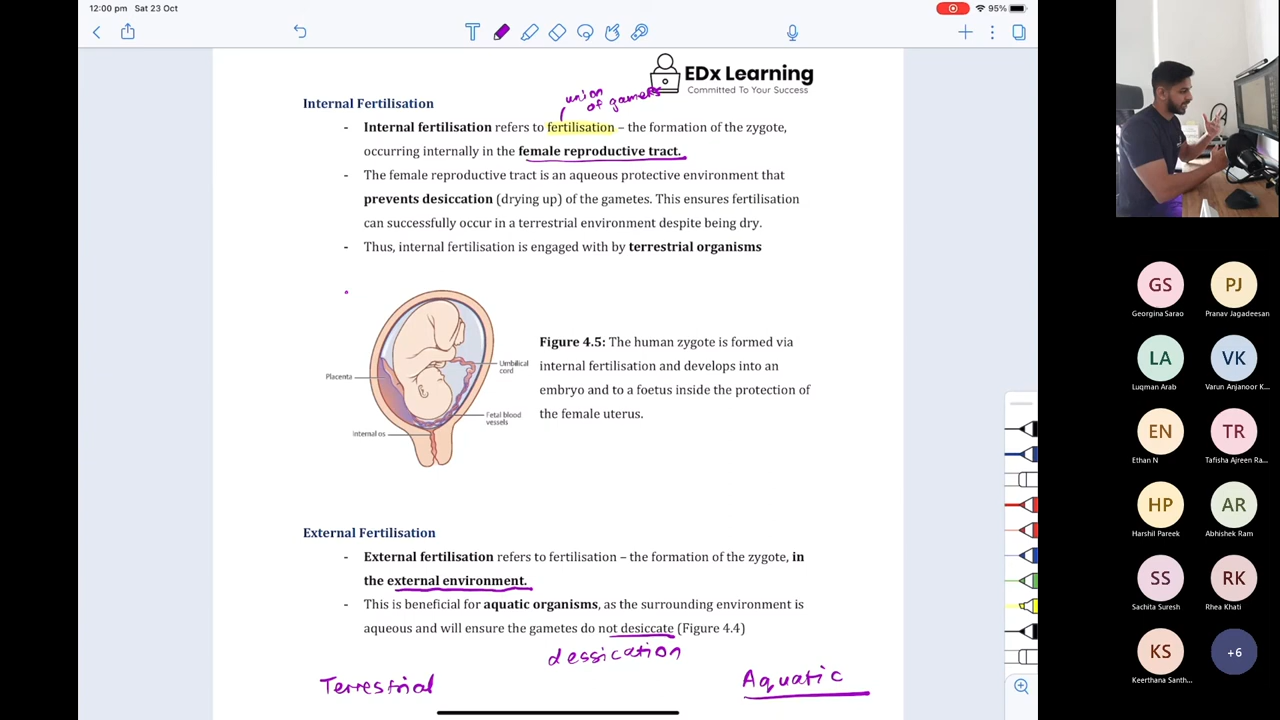 12:00 pm Sat 23 Oct
95%
EDx Learning
Committed To Your Success
union
of gametes
Internal Fertilisation
- Internal fertilisation refers to fertilisation – the formation of the zygote,
occurring internally in the female reproductive tract.
- The female reproductive tract is an aqueous protective environment that
prevents desiccation (drying up) of the gametes. This ensures fertilisation
can successfully occur in a terrestrial environment despite being dry.
- Thus, internal fertilisation is engaged with by terrestrial organisms
Placenta
Umbilical
cord
Fetal blood
vessels
Internal os
Figure 4.5: The human zygote is formed via
internal fertilisation and develops into an
embryo and to a foetus inside the protection of
the female uterus.
External Fertilisation
- External fertilisation refers to fertilisation – the formation of the zygote, in
the external environment.
- This is beneficial for aquatic organisms, as the surrounding environment is
aqueous and will ensure the gametes do not desiccate (Figure 4.4)
dessication
Terrestrial
Aquatic
GS
Georgina Sarao
PJ
Pranav Jagadeesan
LA
Luqman Arab
VK
Varun Anjanoor K...
EN
Ethan N
TR
Tafisha Ajreen Ra...
HP
Harshil Pareek
AR
Abhishek Ram
SS
Sachita Suresh
RK
Rhea Khati
KS
Keerthana Santh...
+6